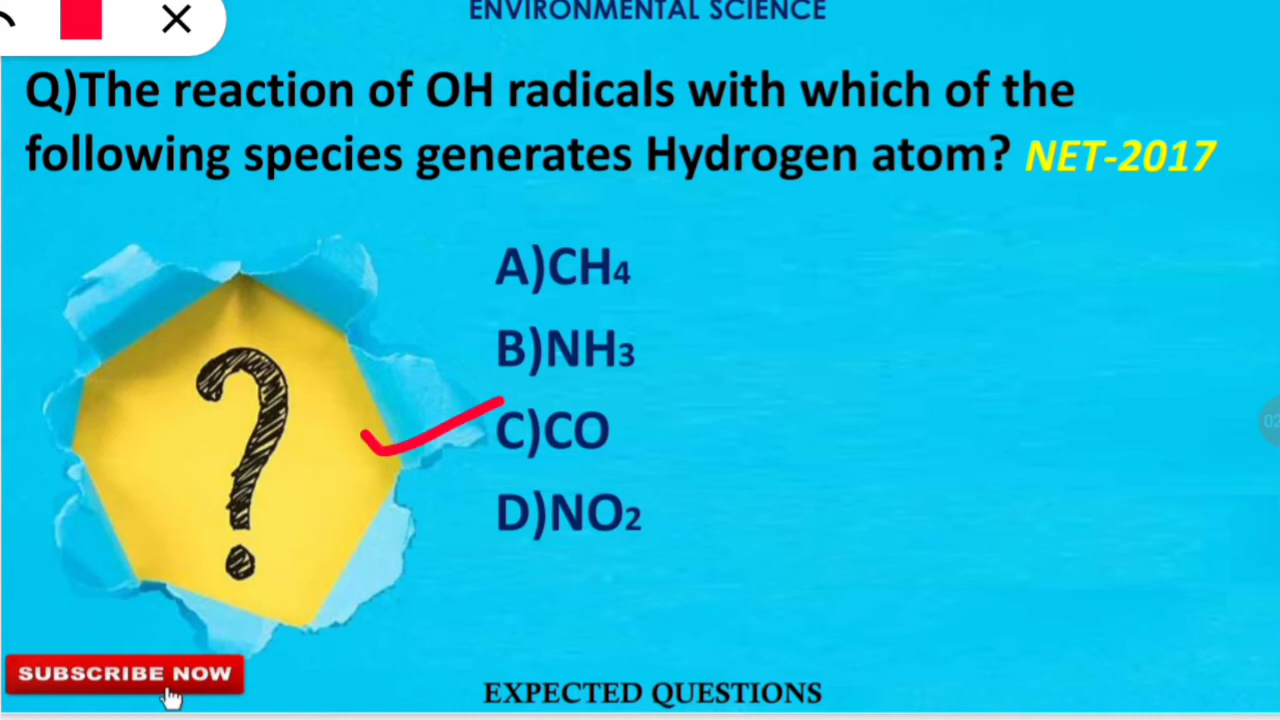 ENVIRONMENTAL SCIENCE
Q)The reaction of OH radicals with which of the
following species generates Hydrogen atom? NET-2017
A)CH4
B)NH3
C)CO
D)NO2
02
SUBSCRIBE NOW
EXPECTED QUESTIONS